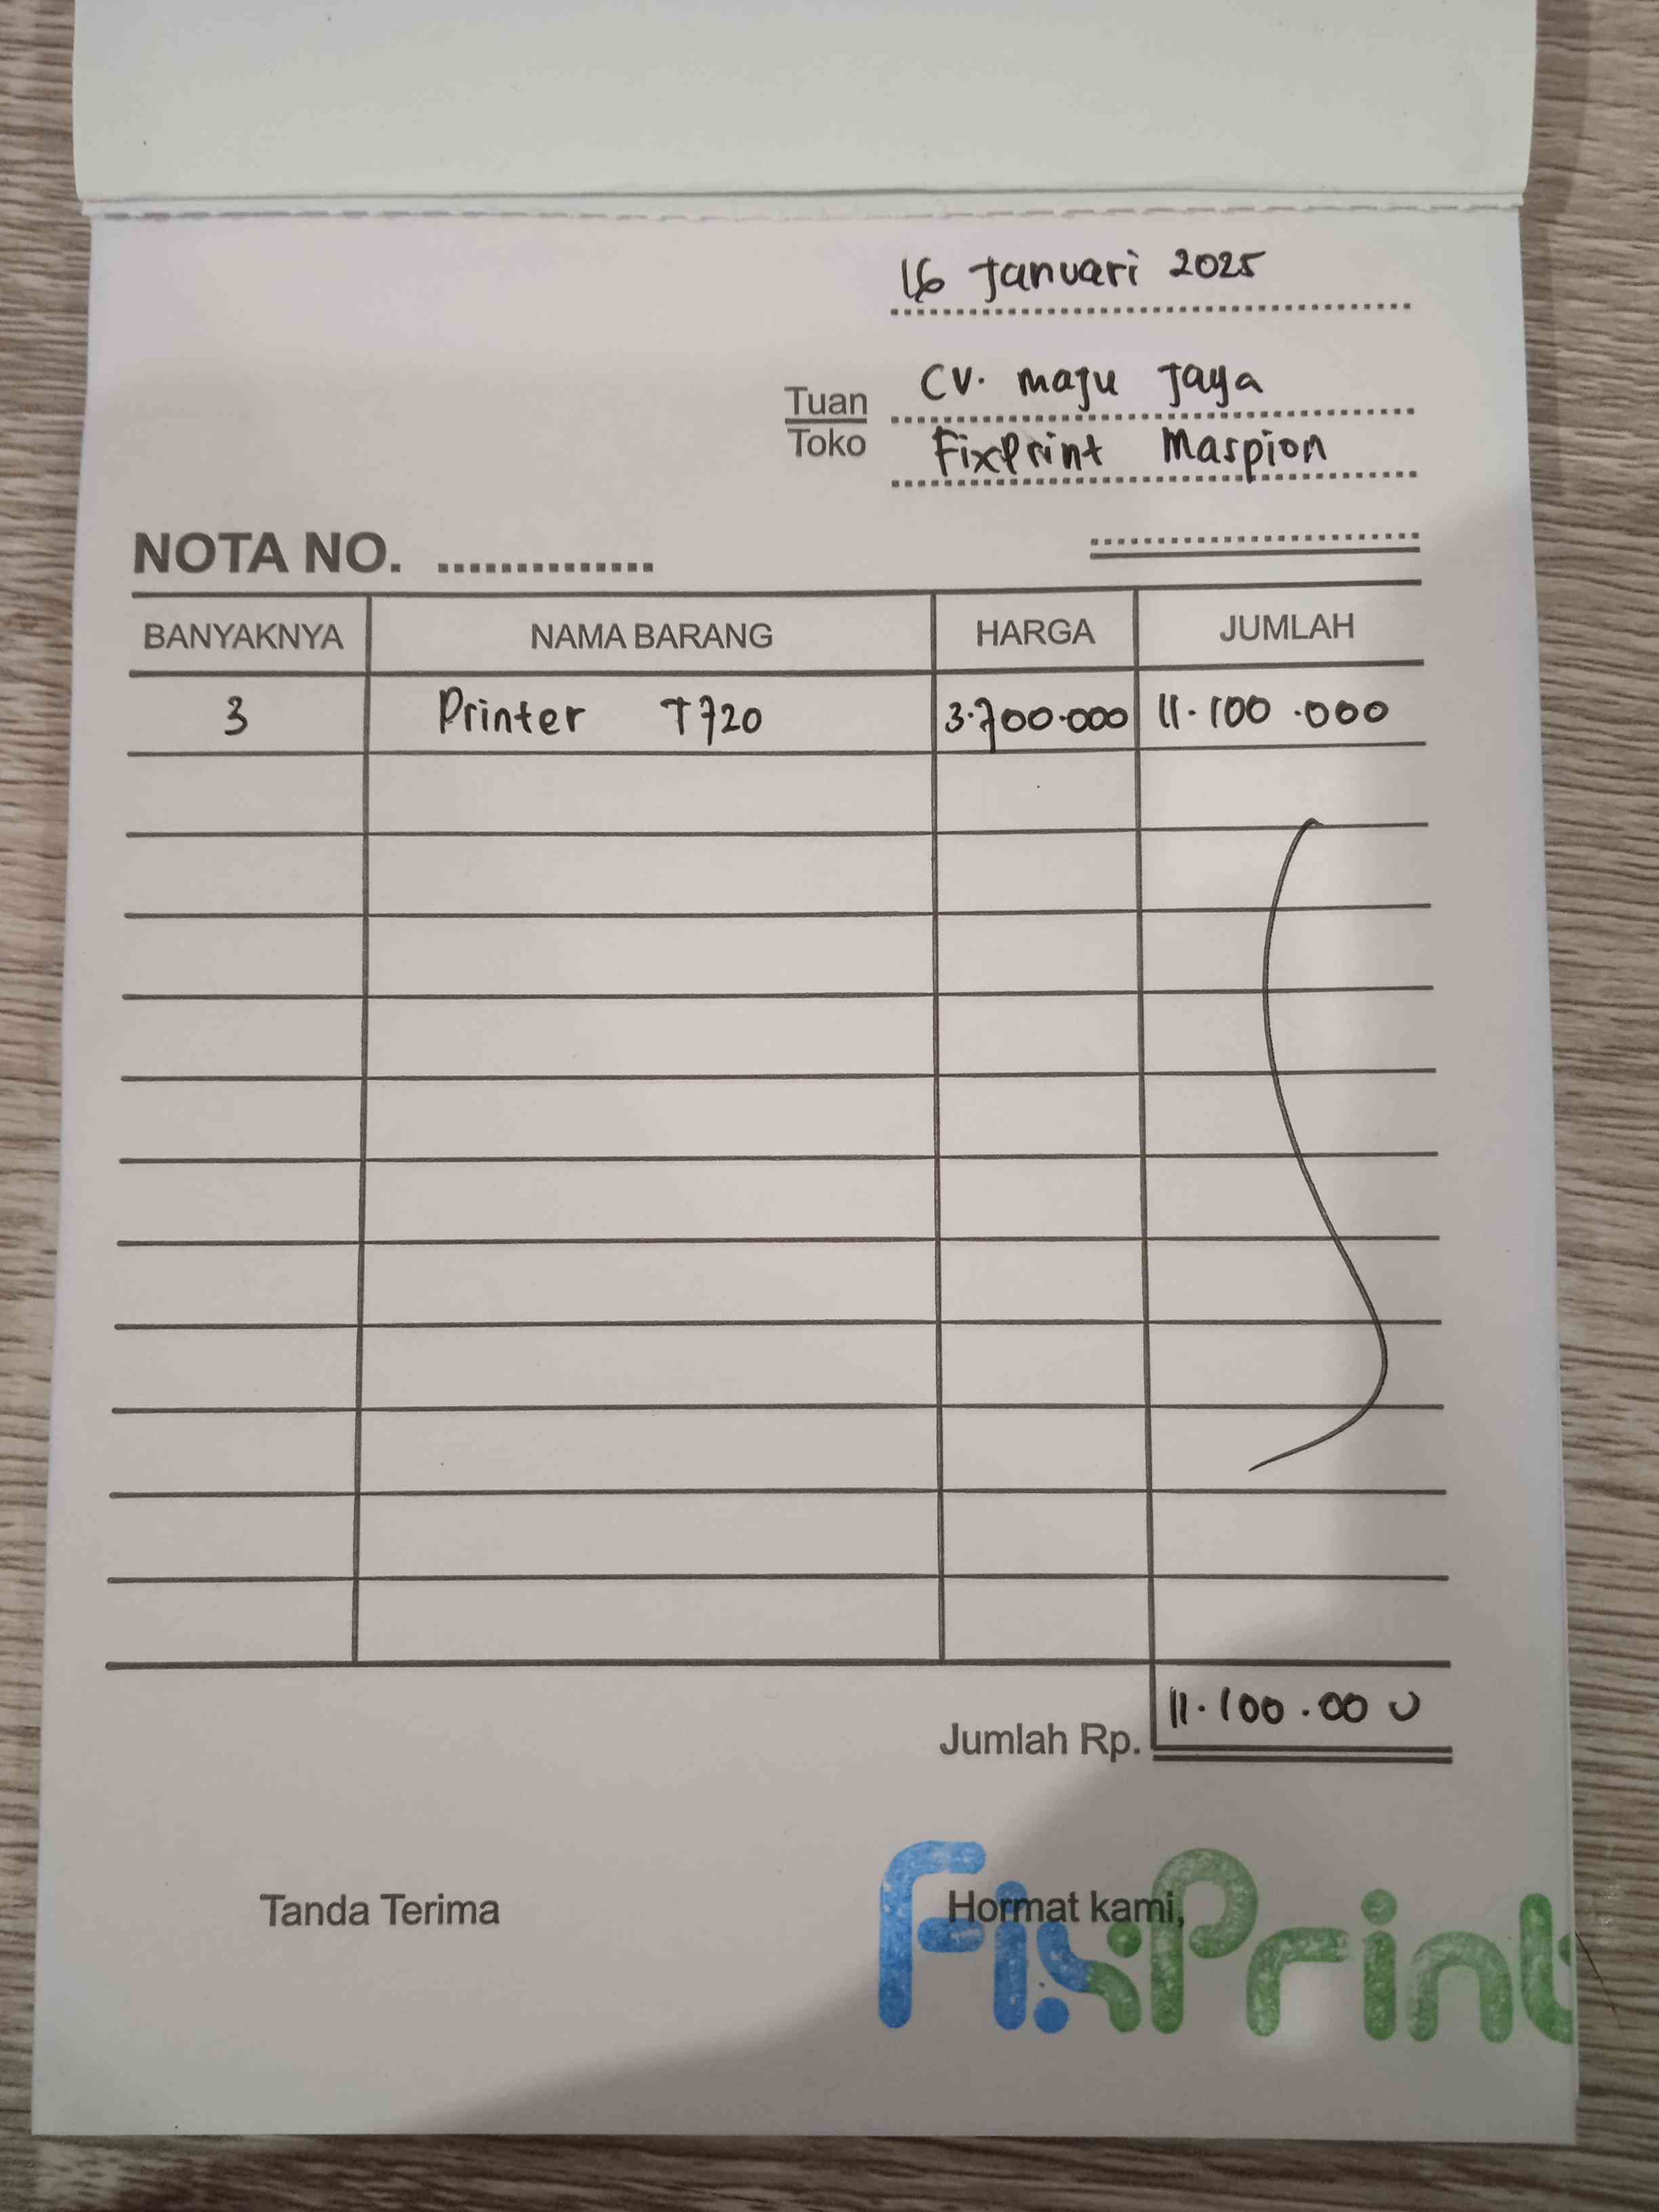 16 Januari 2025
Tuan CV. Maju Jaya
Toko FixPrint Maspion
NOTA NO. ..............
BANYAKNYA NAMA BARANG HARGA JUMLAH
3 Printer T720 3.700.000 11.100.000
Jumlah Rp. 11.100.000
Tanda Terima Hormat kami,
FixPrint